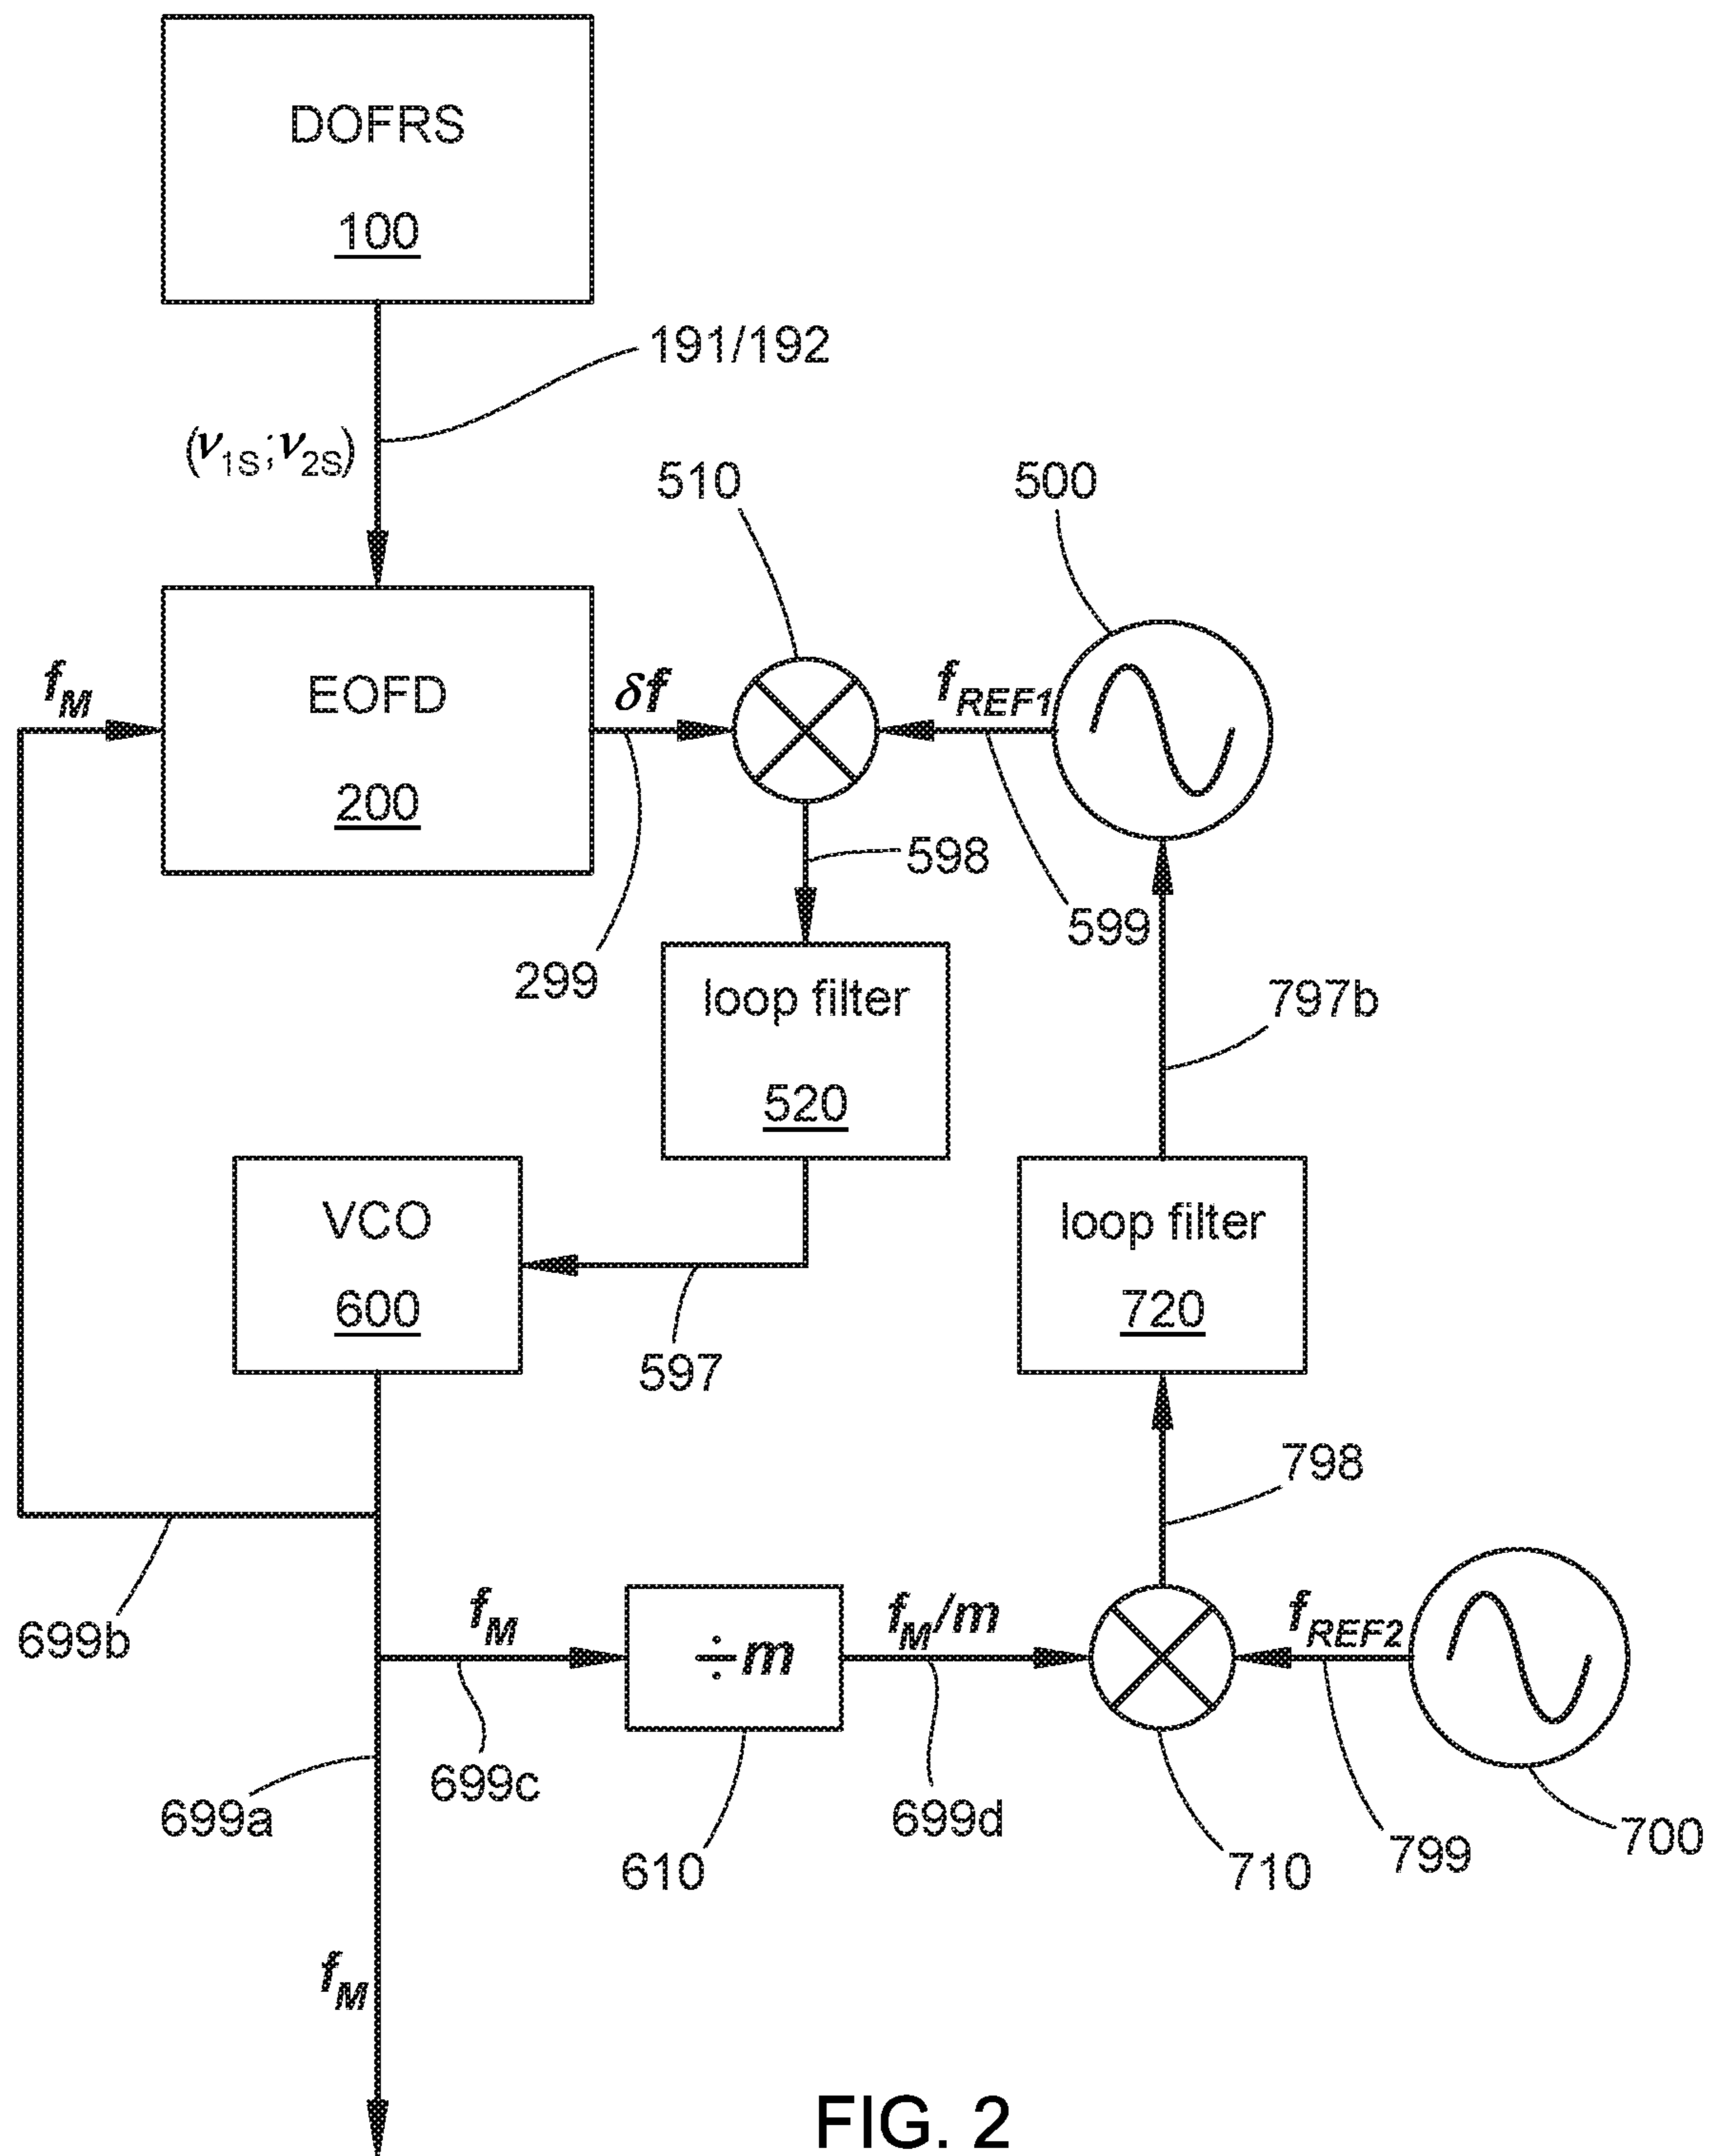 DOFRS
100
191/192
(ν1S;ν2S)
510
500
fM
EOFD
200
δf
fREF1
598
599
299
loop filter
520
797b
VCO
600
597
loop filter
720
798
699b
fM
÷m
fM/m
fREF2
699c
699a
610
699d
710
799
700
fM
FIG. 2